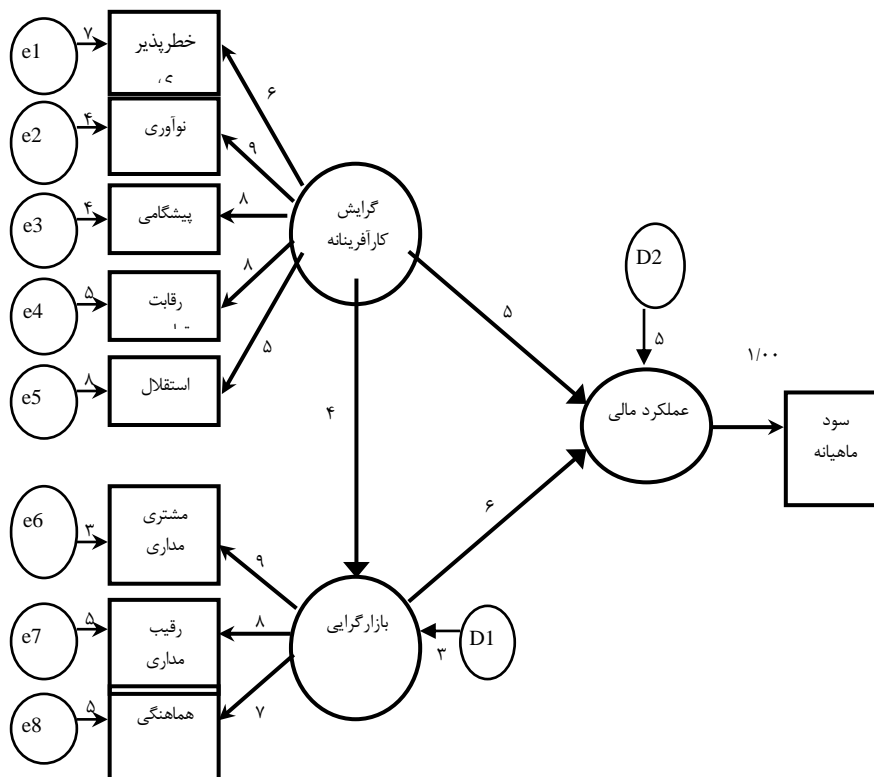 e1
۷
خطرپذیر
ی
۶
e2
۴
نوآوری
۹
e3
۴
پیشگامی
۸
گرایش
کارآفرینانه
e4
۵
رقابت
۸
e5
۸
استقلال
۵
۴
۵
D2
۵
عملکرد مالی
۱/۰۰
سود
ماهیانه
e6
۳
مشتری
مداری
۹
۶
e7
۵
رقیب
مداری
۸
بازارگرایی
D1
۳
e8
۵
هماهنگی
۷